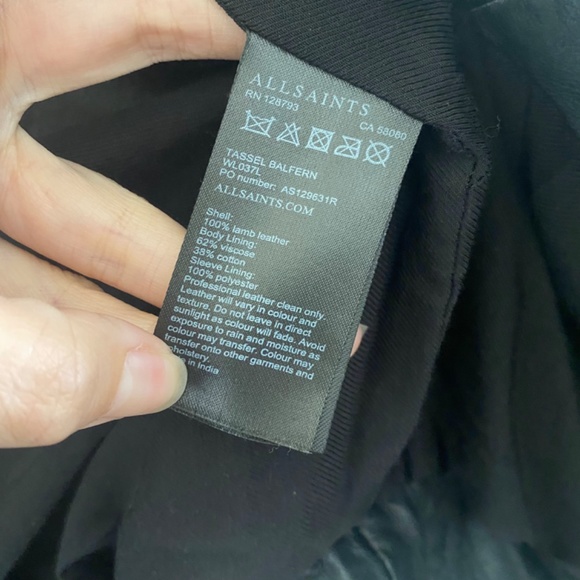 ALLSAINTS
RN 128793 CA 58060
TASSEL BALFERN
WL037L
PO number: AS129631R
ALLSAINTS.COM
Shell:
100% lamb leather
Body Lining:
62% viscose
38% cotton
Sleeve Lining:
100% polyester
Professional leather clean only.
Leather will vary in colour and
texture. Do not leave in direct
sunlight as colour will fade. Avoid
exposure to rain and moisture as
colour may transfer. Colour may
transfer onto other garments and
upholstery.
in India